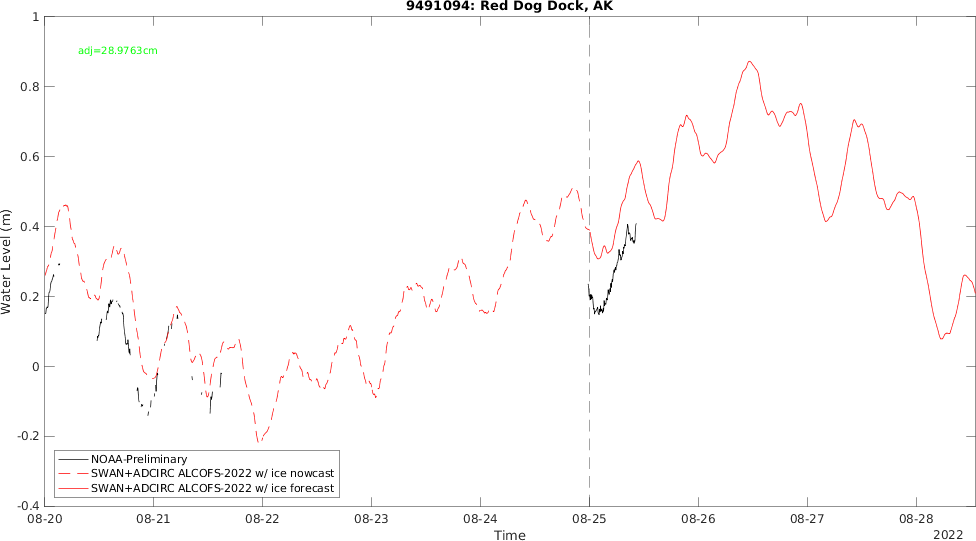 9491094: Red Dog Dock, AK
adj=28.9763cm
Water Level (m)
1
0.8
0.6
0.4
0.2
0
-0.2
-0.4
NOAA-Preliminary
SWAN+ADCIRC ALCOFS-2022 w/ ice nowcast
SWAN+ADCIRC ALCOFS-2022 w/ ice forecast
08-20 08-21 08-22 08-23 08-24 08-25 08-26 08-27 08-28
Time
2022